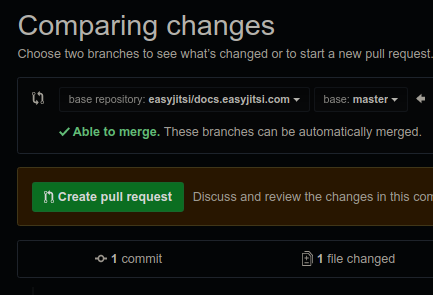 Comparing changes
Choose two branches to see what's changed or to start a new pull request.
base repository: easyjitsi/docs.easyjitsi.com base: master
Able to merge. These branches can be automatically merged.
Create pull request Discuss and review the changes in this com
1 commit 1 file changed